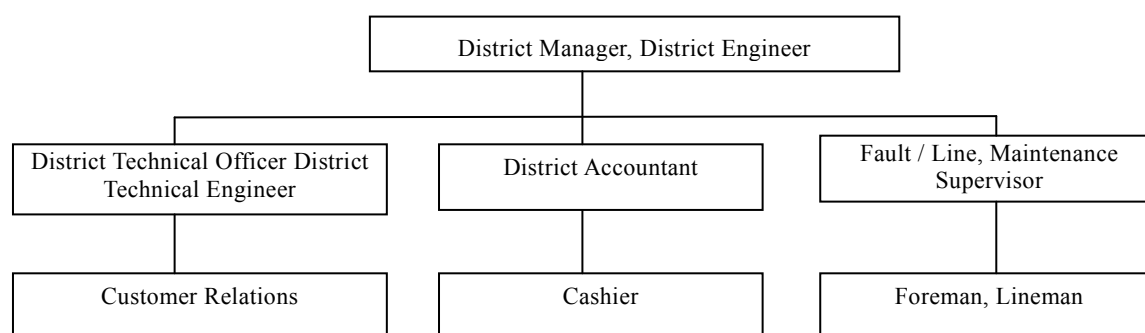 District Manager, District Engineer
District Technical Officer District
Technical Engineer
District Accountant
Fault / Line, Maintenance
Supervisor
Customer Relations
Cashier
Foreman, Lineman